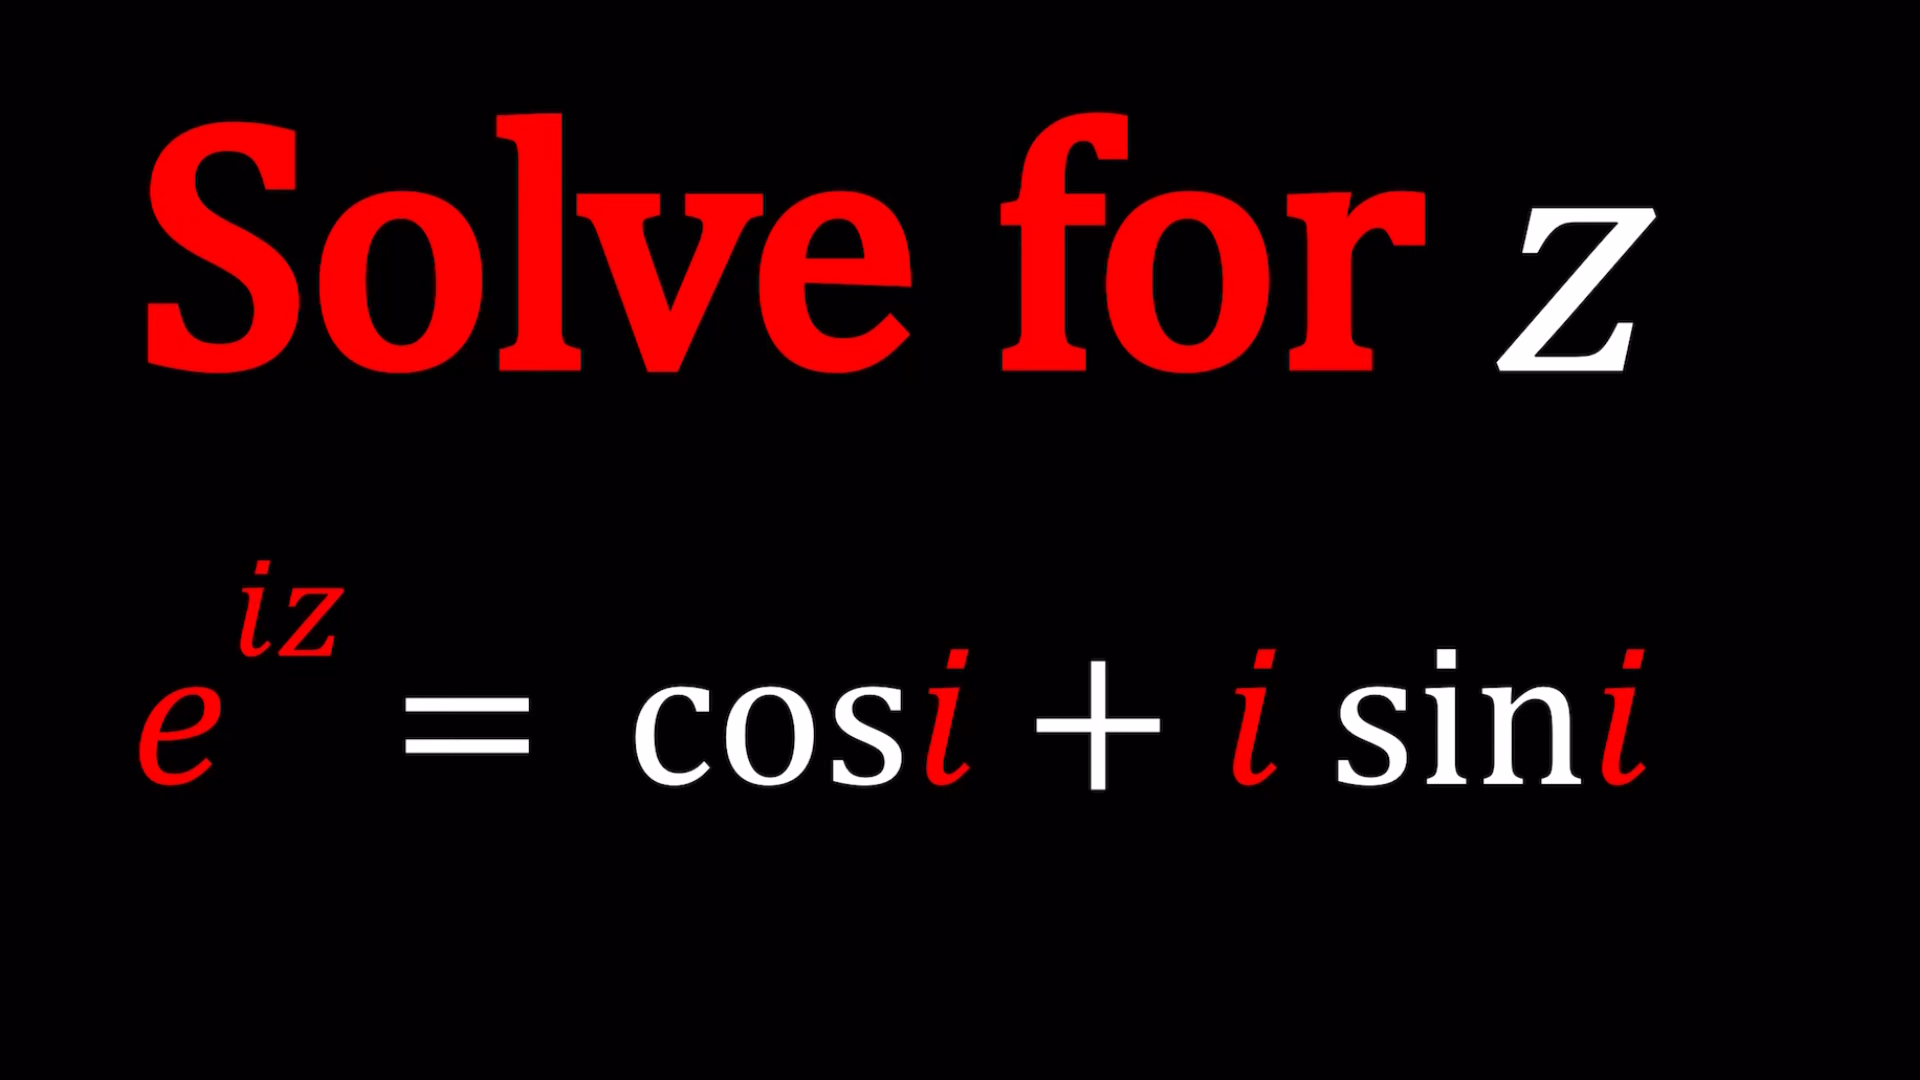 Solve for z
e^{iz} = cos i + i sin i